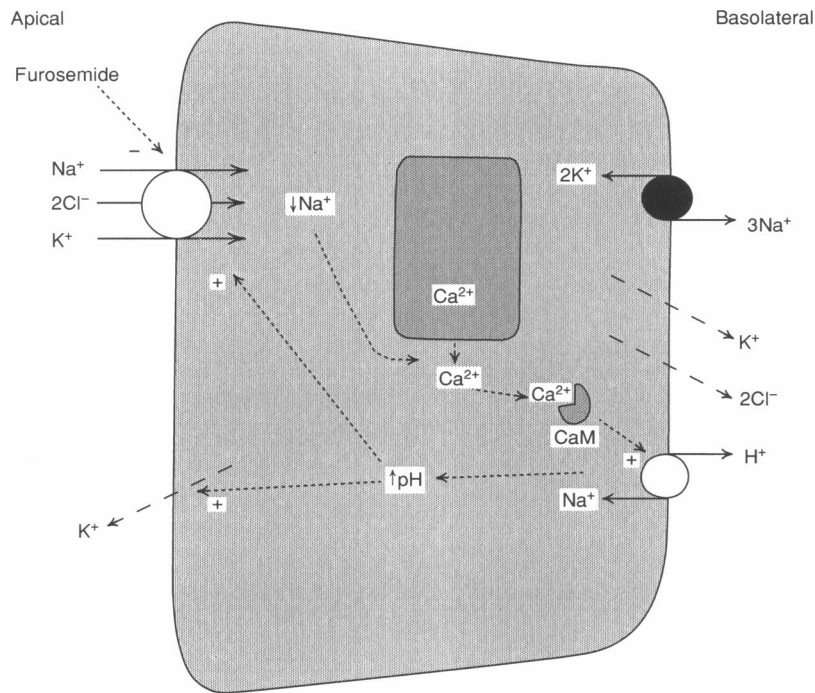 Apical
Basolateral
Furosemide
−
Na⁺
2Cl⁻
K⁺
+
↓Na⁺
Ca²⁺
Ca²⁺
Ca²⁺
CaM
2K⁺
3Na⁺
K⁺
2Cl⁻
+
H⁺
Na⁺
↑pH
+
K⁺